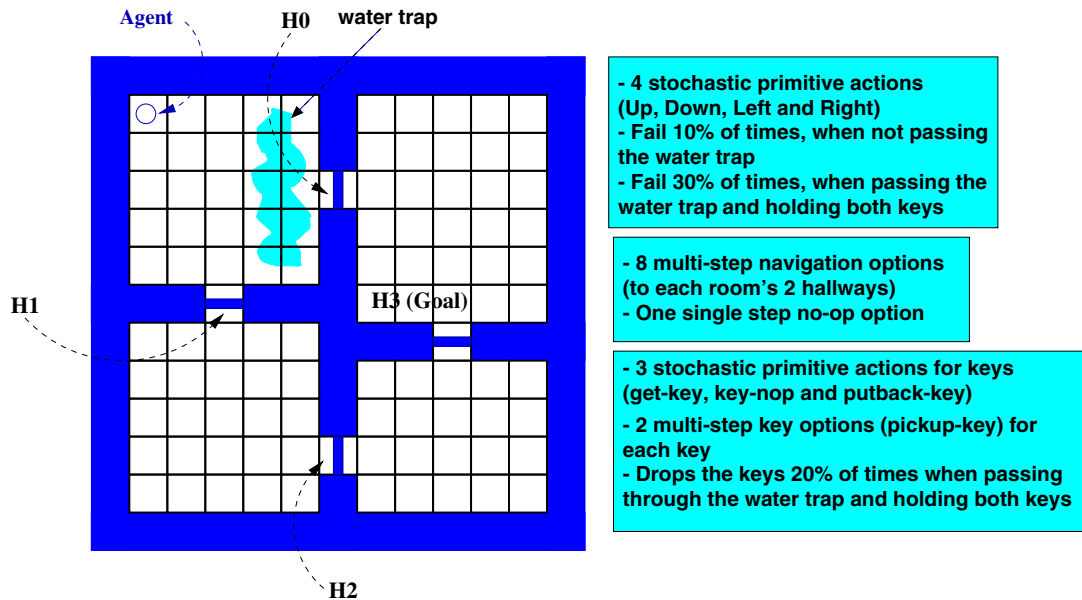 Agent
H0
water trap
H1
H3 (Goal)
H2
- 4 stochastic primitive actions
(Up, Down, Left and Right)
- Fail 10% of times, when not passing
the water trap
- Fail 30% of times, when passing the
water trap and holding both keys
- 8 multi-step navigation options
(to each room's 2 hallways)
- One single step no-op option
- 3 stochastic primitive actions for keys
(get-key, key-nop and putback-key)
- 2 multi-step key options (pickup-key) for
each key
- Drops the keys 20% of times when passing
through the water trap and holding both keys